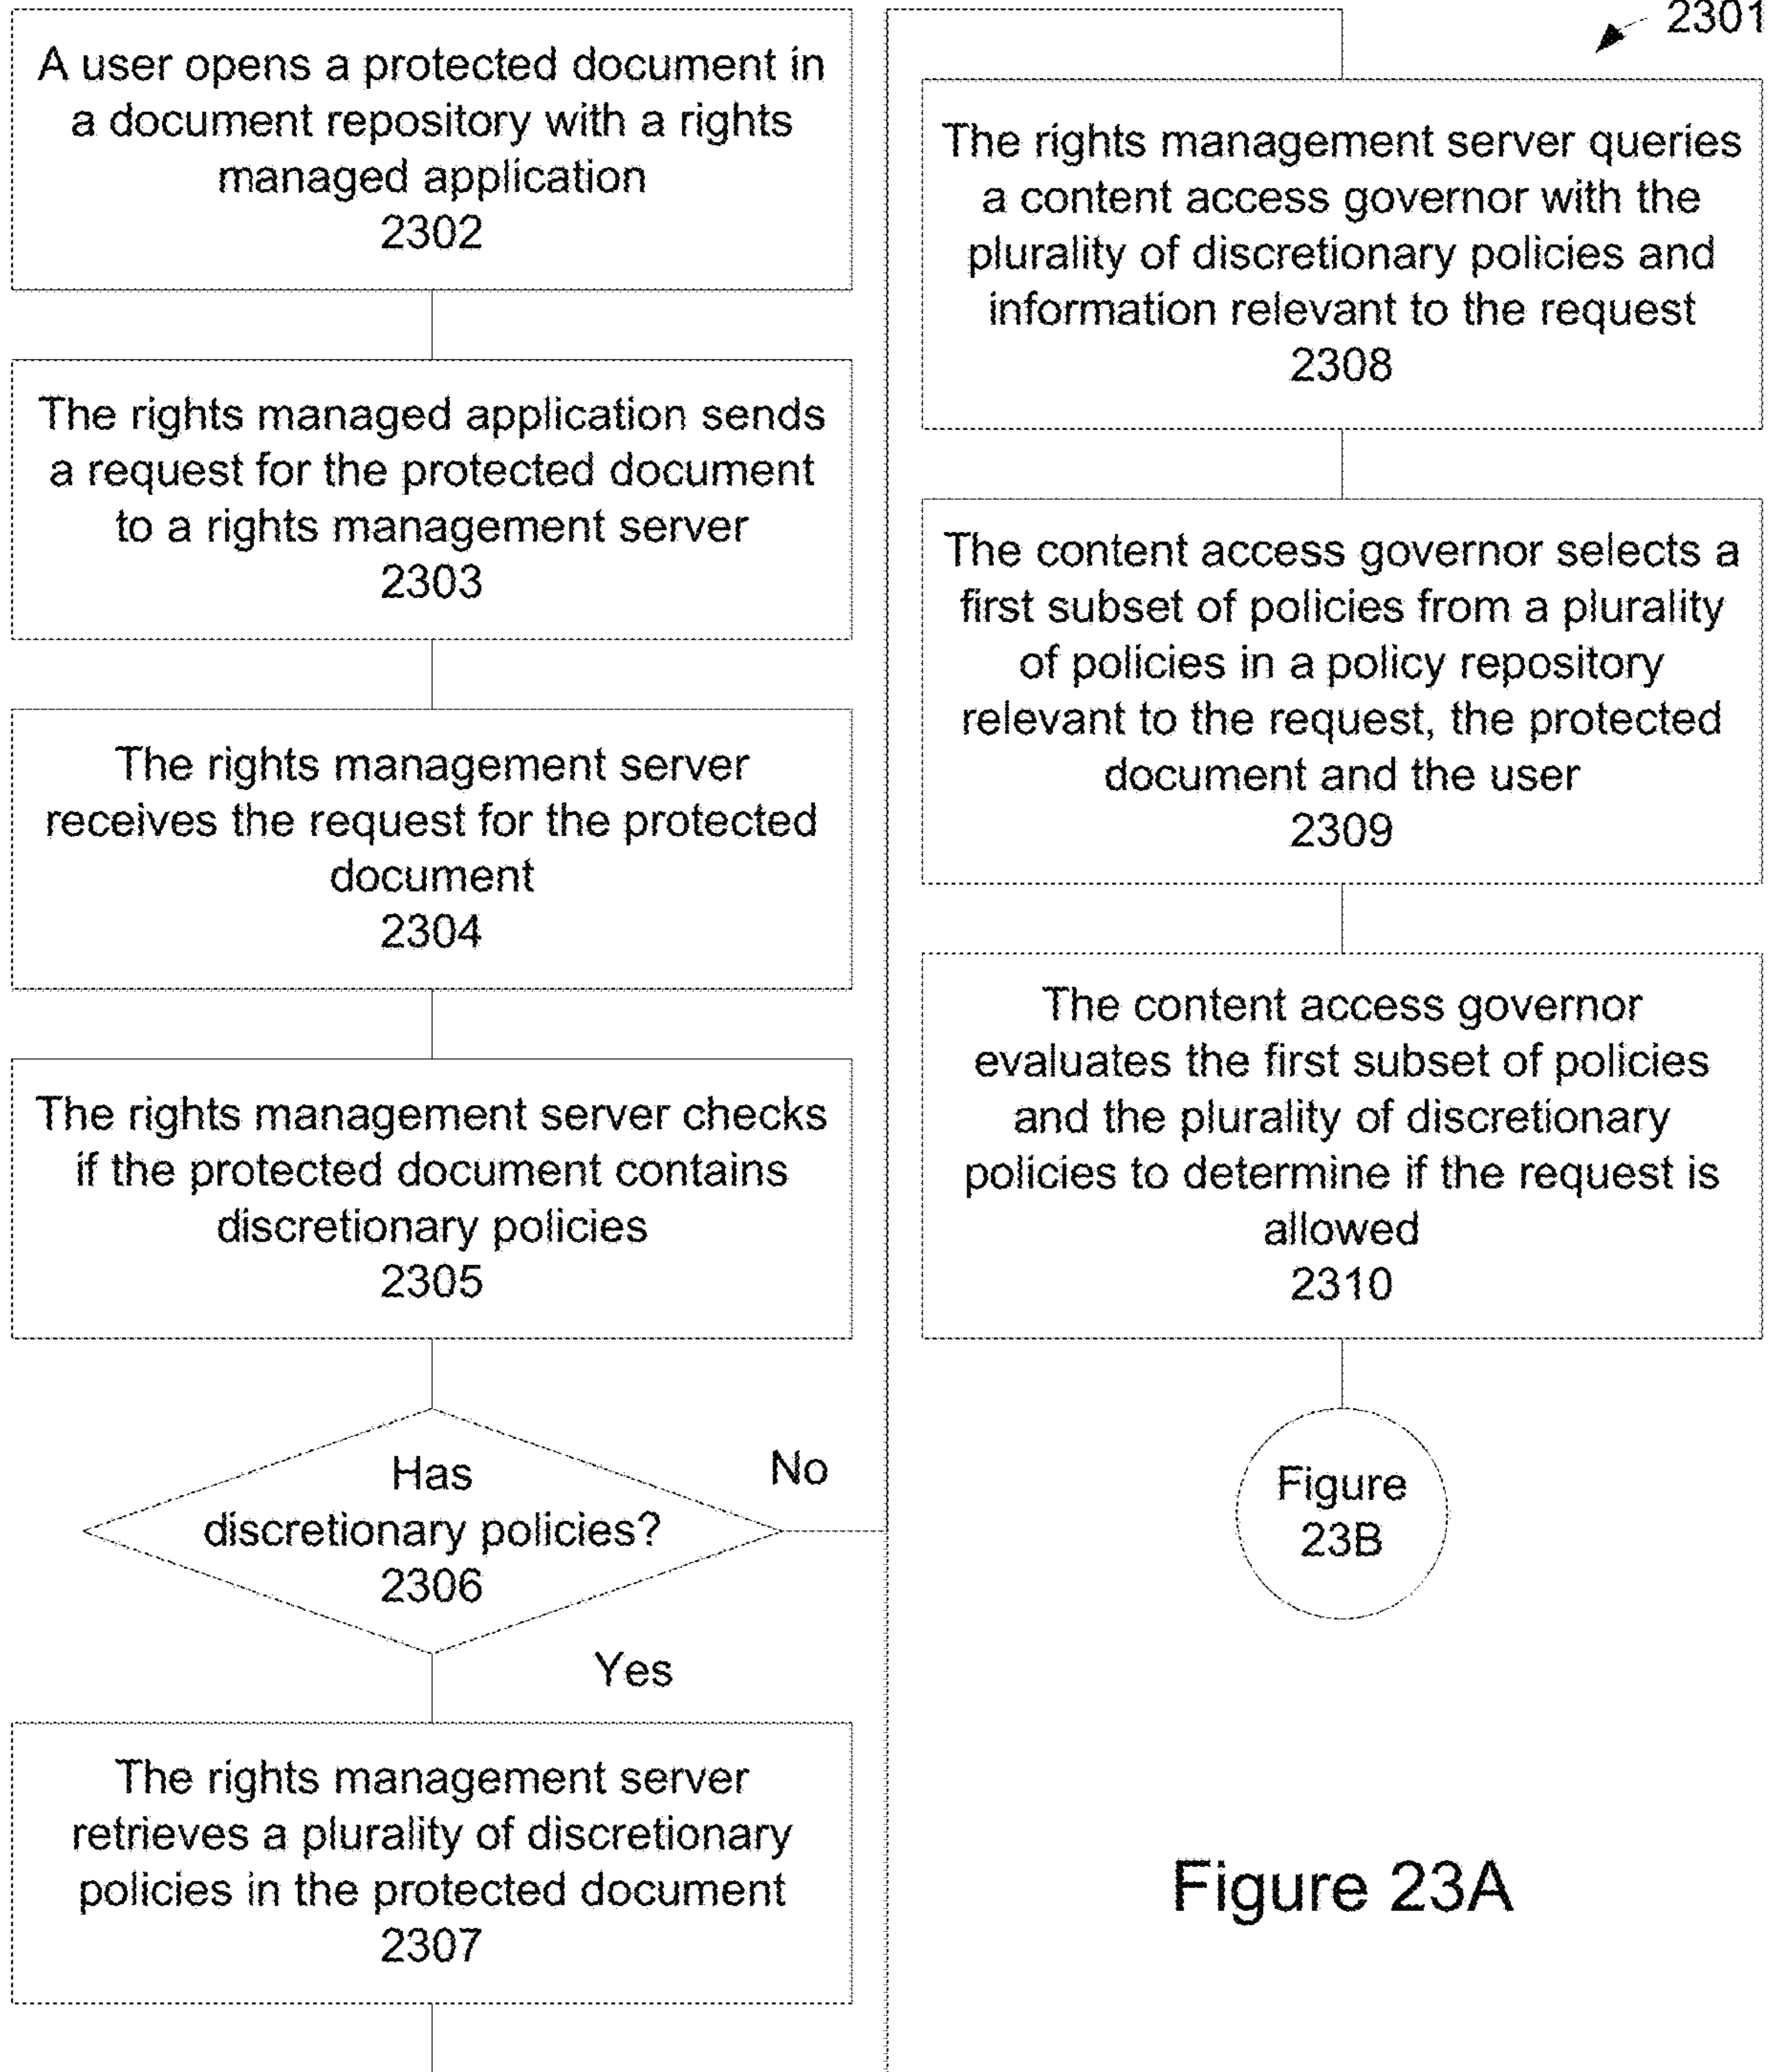 A user opens a protected document in
a document repository with a rights
managed application
2302
The rights managed application sends
a request for the protected document
to a rights management server
2303
The rights management server
receives the request for the protected
document
2304
The rights management server checks
if the protected document contains
discretionary policies
2305
Has
discretionary policies?
2306
No
Yes
The rights management server
retrieves a plurality of discretionary
policies in the protected document
2307
2301
The rights management server queries
a content access governor with the
plurality of discretionary policies and
information relevant to the request
2308
The content access governor selects a
first subset of policies from a plurality
of policies in a policy repository
relevant to the request, the protected
document and the user
2309
The content access governor
evaluates the first subset of policies
and the plurality of discretionary
policies to determine if the request is
allowed
2310
Figure
23B
Figure 23A